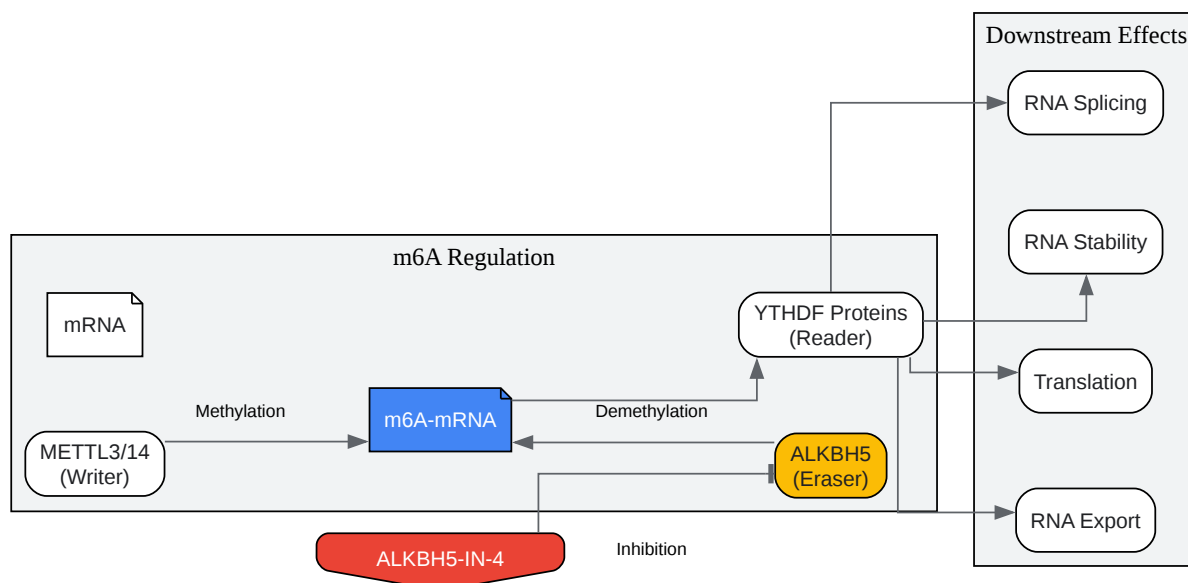 Downstream Effects
RNA Splicing
RNA Stability
m6A Regulation
mRNA
YTHDF Proteins
(Reader)
Translation
Methylation
m6A-mRNA
Demethylation
METTL3/14
(Writer)
ALKBH5
(Eraser)
RNA Export
ALKBH5-IN-4
Inhibition